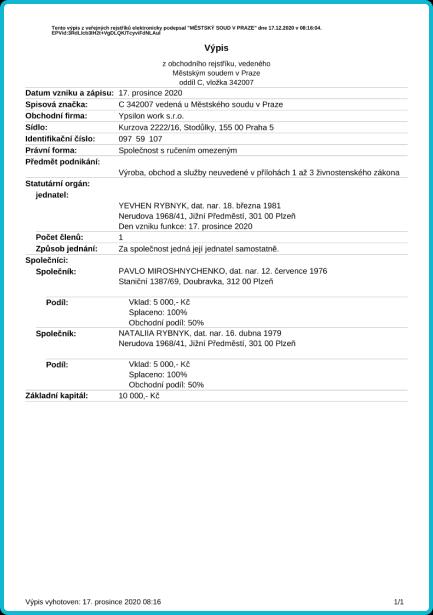 Tento výpis z veřejných rejstříků elektronicky podepsal "MĚSTSKÝ SOUD V PRAZE" dne 17.12.2020 v 08:16:04.
Výpis
z obchodního rejstříku, vedeného
Městským soudem v Praze
oddíl C, vložka 342007
Datum vzniku a zápisu: 17. prosince 2020
Spisová značka: C 342007 vedená u Městského soudu v Praze
Obchodní firma: Ypsilon work s.r.o.
Sídlo: Kurzova 2222/16, Stodůlky, 155 00 Praha 5
Identifikační číslo: 097 59 107
Právní forma: Společnost s ručením omezeným
Předmět podnikání:
Výroba, obchod a služby neuvedené v přílohách 1 až 3 živnostenského zákona
Statutární orgán:
jednatel:
YEVHEN RYBNYK, dat. nar. 18. března 1981
Nerudova 1968/41, Jižní Předměstí, 301 00 Plzeň
Den vzniku funkce: 17. prosince 2020
Počet členů: 1
Způsob jednání: Za společnost jedná její jednatel samostatně.
Společníci:
Společník: PAVLO MIROSHNYCHENKO, dat. nar. 12. července 1976
Staniční 1387/69, Doubravka, 312 00 Plzeň
Podíl: Vklad: 5 000,- Kč
Splaceno: 100%
Obchodní podíl: 50%
Společník: NATALIIA RYBNYK, dat. nar. 16. dubna 1979
Nerudova 1968/41, Jižní Předměstí, 301 00 Plzeň
Podíl: Vklad: 5 000,- Kč
Splaceno: 100%
Obchodní podíl: 50%
Základní kapitál: 10 000,- Kč
Výpis vyhotoven: 17. prosince 2020 08:16 1/1